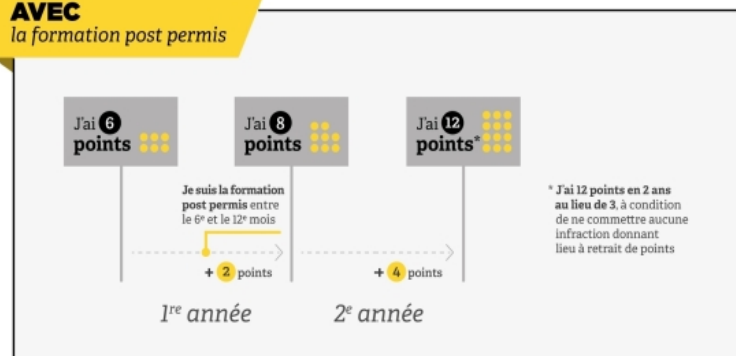 AVEC
la formation post permis
J'ai 6
points
J'ai 8
points
J'ai 12
points*
Je suis la formation
post permis entre
le 6e et le 12e mois
+ 2 points
+ 4 points
1re année
2e année
* J'ai 12 points en 2 ans
au lieu de 3, à condition
de ne commettre aucune
infraction donnant
lieu à retrait de points